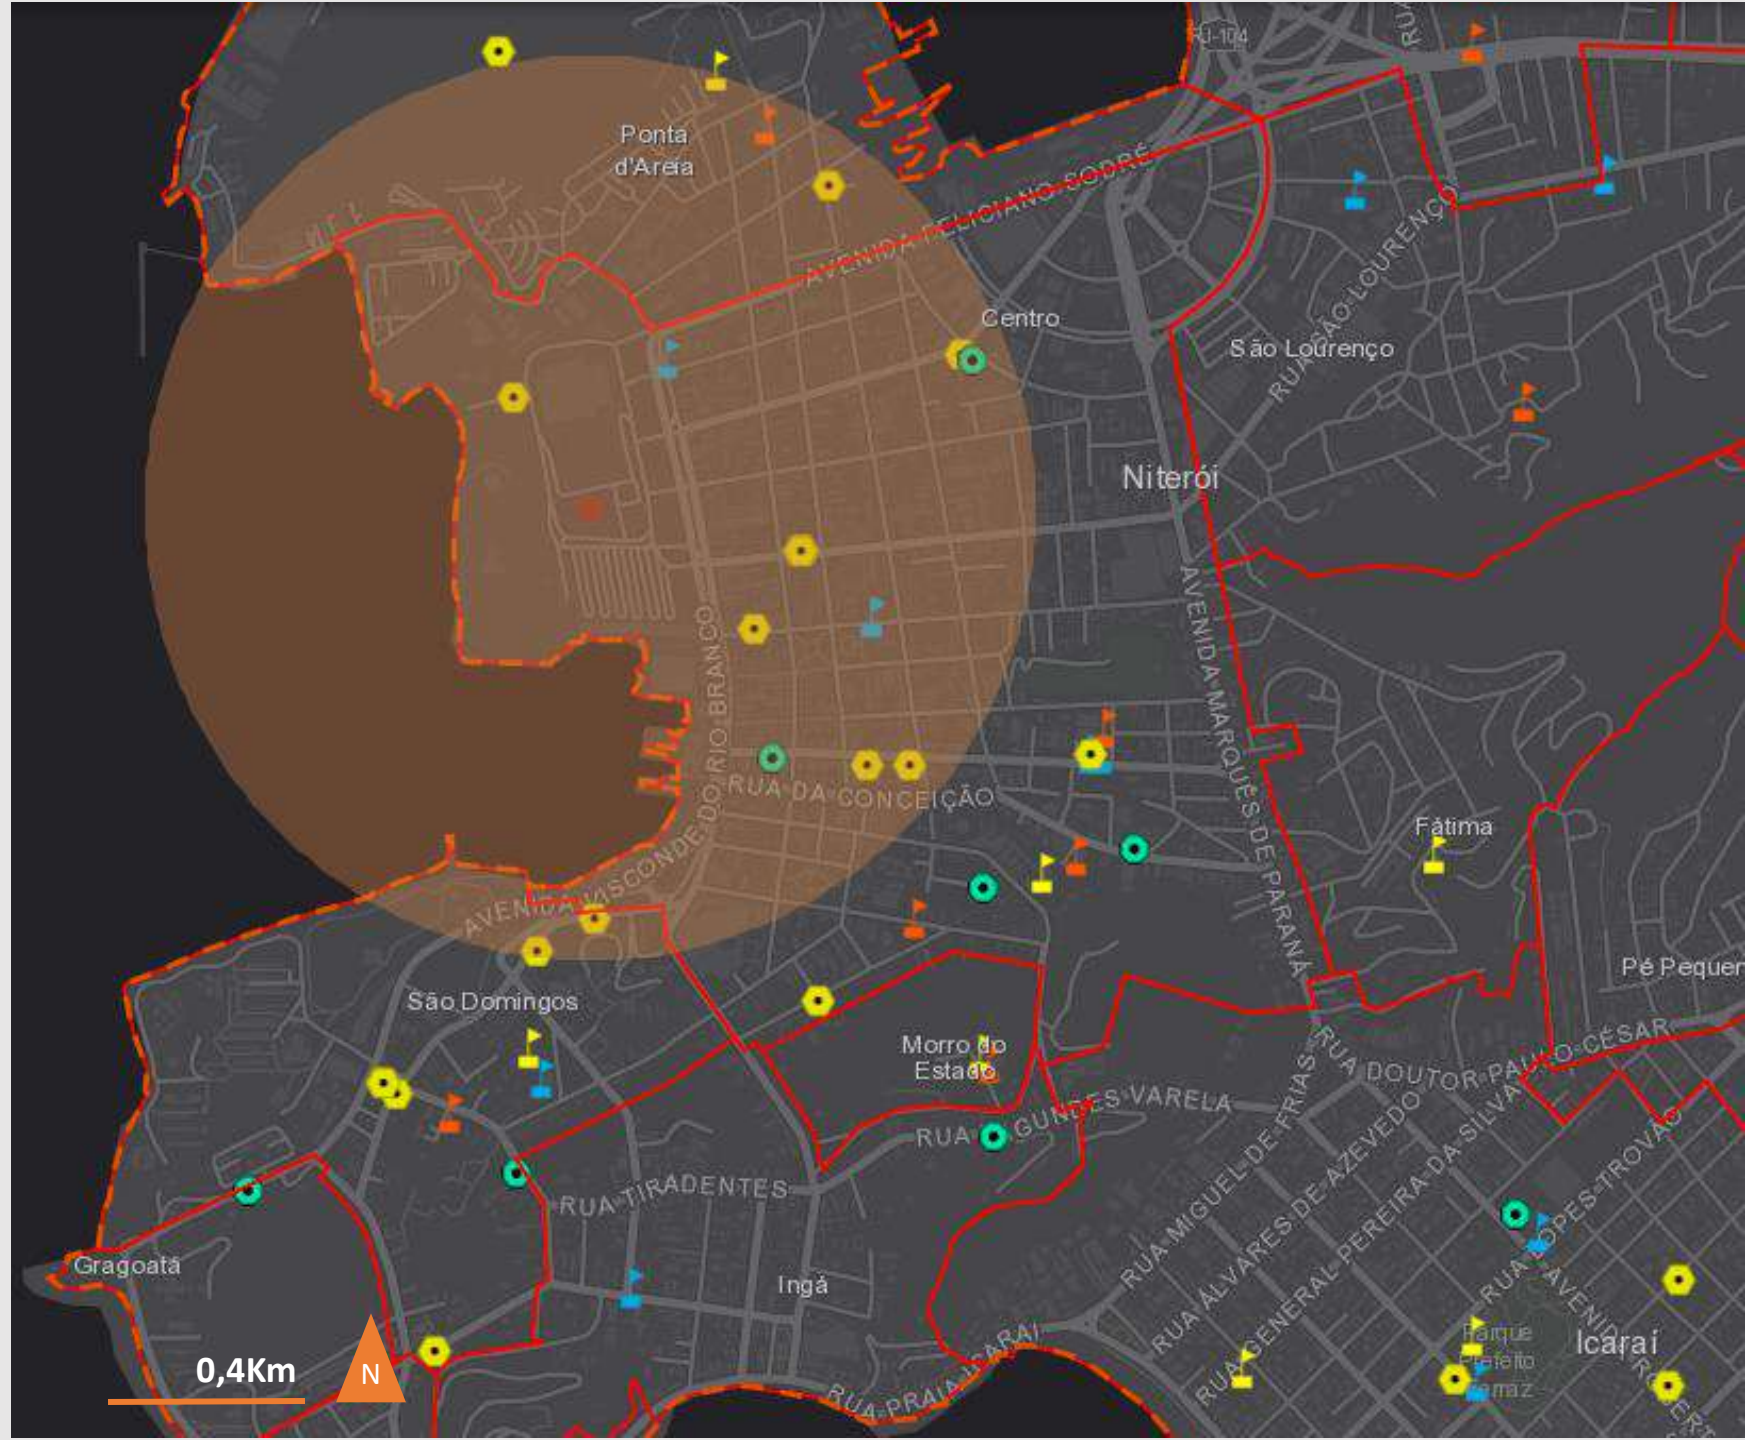 RJ-104
RUA
Ponta
d'Areia
AVENIDA FELICIANO SODRÉ
Centro
São Lourenço
RUA SÃO LOURENÇO
Niterói
AVENIDA MARQUÊS DE PARANÁ
AVENIDA VISCONDE DO RIO BRANCO
RUA DA CONCEIÇÃO
Fátima
Pé Pequen
São Domingos
Morro do
Estado
RUA DOUTOR PAULO CÉSAR
GUNDES VARELA
RUA
RUA TIRADENTES
RUA MIGUEL DE FRIAS
RUA ÁLVARES DE AZEVEDO
RUA GENERAL PEREIRA DA SILVA
RUA LOPES TROVÃO
Gragoatá
Ingá
RUA PRAIA ICARAÍ
Parque
Prefeito
Icaraí
AVENIDA RO
ERT
0,4Km
N